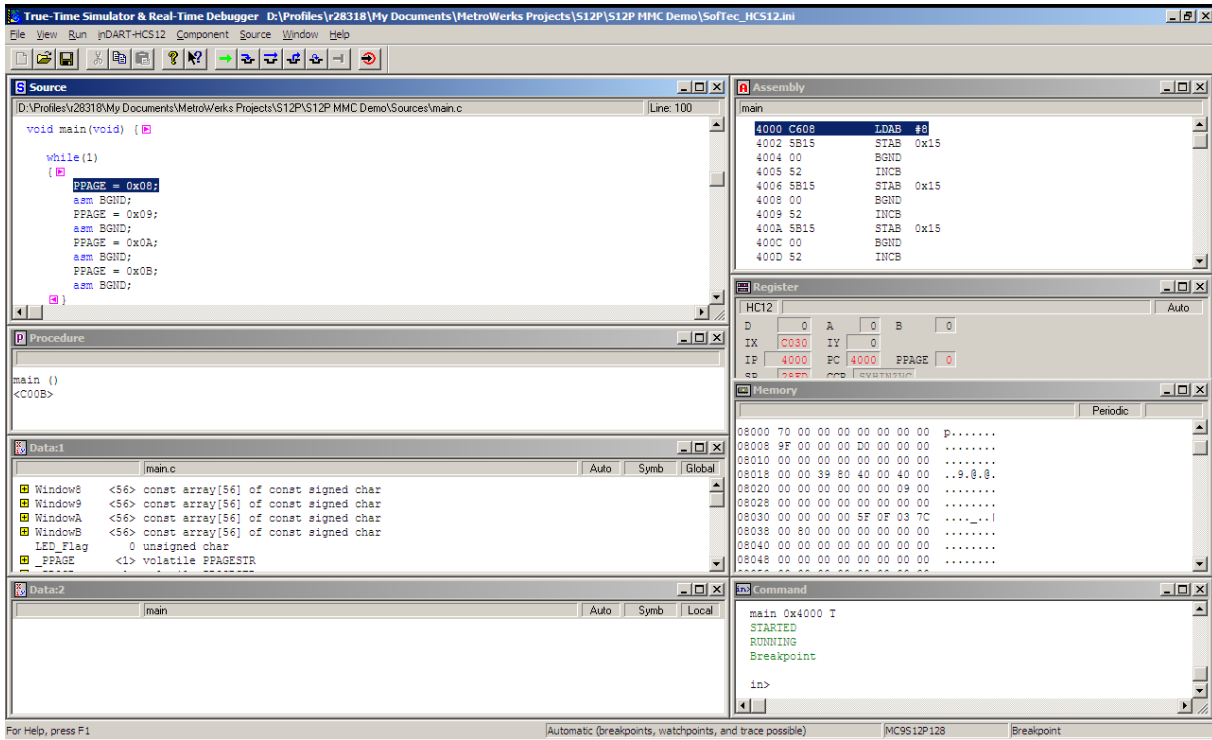 True-Time Simulator & Real-Time Debugger D:\Profiles\r28318\My Documents\MetroWerks Projects\S12P\S12P MMC Demo\SofTec_HCS12.ini
File View Run inDART-HCS12 Component Source Window Help
Source
D:\Profiles\r28318\My Documents\MetroWerks Projects\S12P\S12P MMC Demo\Sources\main.c Line: 100
void main(void) {
while(1)
{
PPAGE = 0x08;
asm BGND;
PPAGE = 0x09;
asm BGND;
PPAGE = 0x0A;
asm BGND;
PPAGE = 0x0B;
asm BGND;
}
Assembly
main
4000 C608 LDAB #8
4002 5B15 STAB 0x15
4004 00 BGND
4005 52 INCB
4006 5B15 STAB 0x15
4008 00 BGND
4009 52 INCB
400A 5B15 STAB 0x15
400C 00 BGND
400D 52 INCB
Register
HC12 Auto
D 0 A 0 B 0
IX C030 IY 0
IP 4000 PC 4000 PPAGE 0
Procedure
main ()
<C00B>
Memory
Periodic
08000 70 00 00 00 00 00 00 00 p.......
08008 9F 00 00 00 D0 00 00 00 ........
08010 00 00 00 00 00 00 00 00 ........
08018 00 00 39 80 40 00 40 00 ..9.@.@.
08020 00 00 00 00 00 00 09 00 ........
08028 00 00 00 00 00 00 00 00 ........
08030 00 00 00 00 5F 0F 03 7C ...._..|
08038 00 80 00 00 00 00 00 00 ........
08040 00 00 00 00 00 00 00 00 ........
08048 00 00 00 00 00 00 00 00 ........
Data:1
main.c Auto Symb Global
Window8 <56> const array[56] of const signed char
Window9 <56> const array[56] of const signed char
WindowA <56> const array[56] of const signed char
WindowB <56> const array[56] of const signed char
LED_Flag 0 unsigned char
_PPAGE <1> volatile PPAGESTR
Data:2
main Auto Symb Local
Command
main 0x4000 T
STARTED
RUNNING
Breakpoint
in>
For Help, press F1 Automatic (breakpoints, watchpoints, and trace possible) MC9S12P128 Breakpoint